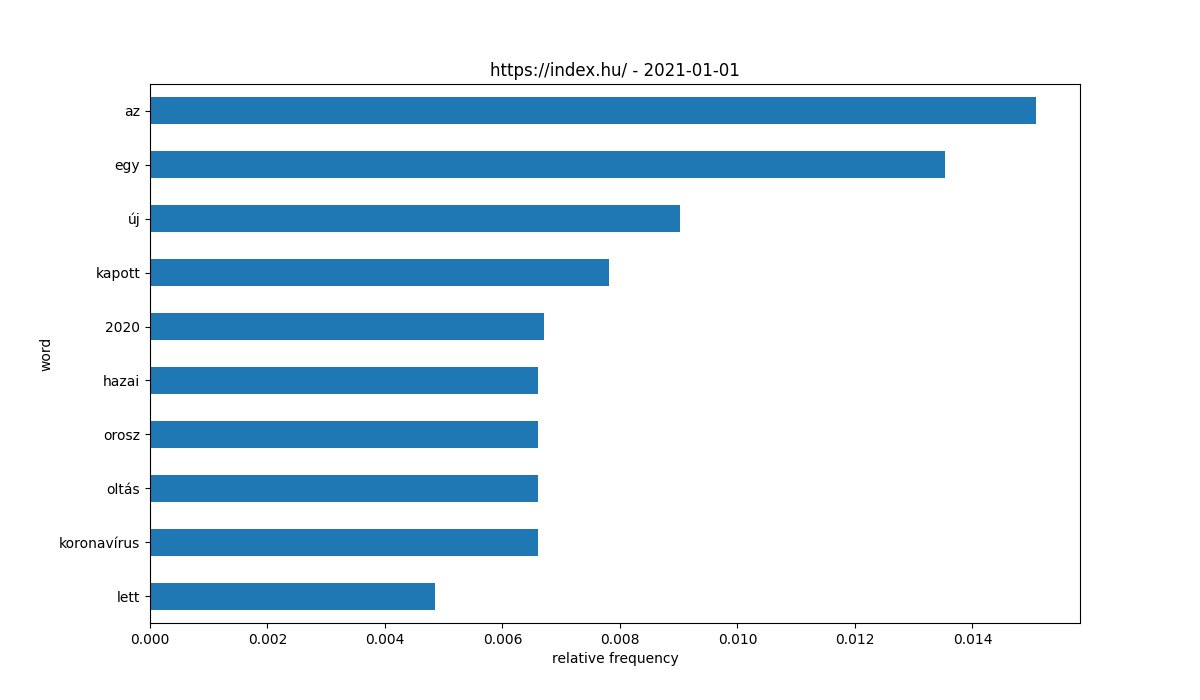 https://index.hu/ - 2021-01-01
az
egy
új
kapott
2020
hazai
orosz
oltás
koronavírus
lett
word
0.000 0.002 0.004 0.006 0.008 0.010 0.012 0.014
relative frequency